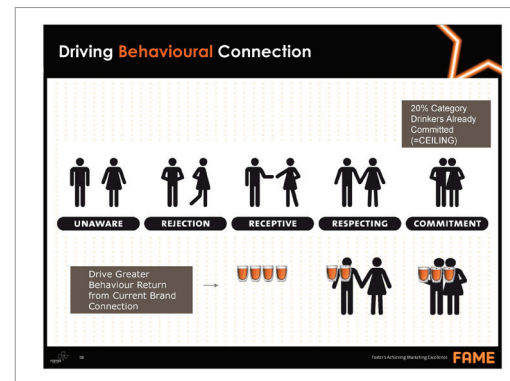 Driving Behavioural Connection
20% Category
Drinkers Already
Committed
(=CEILING)
UNAWARE
REJECTION
RECEPTIVE
RESPECTING
COMMITMENT
Drive Greater
Behaviour Return
from Current Brand
Connection
Foster's Achieving Marketing Excellence
FAME